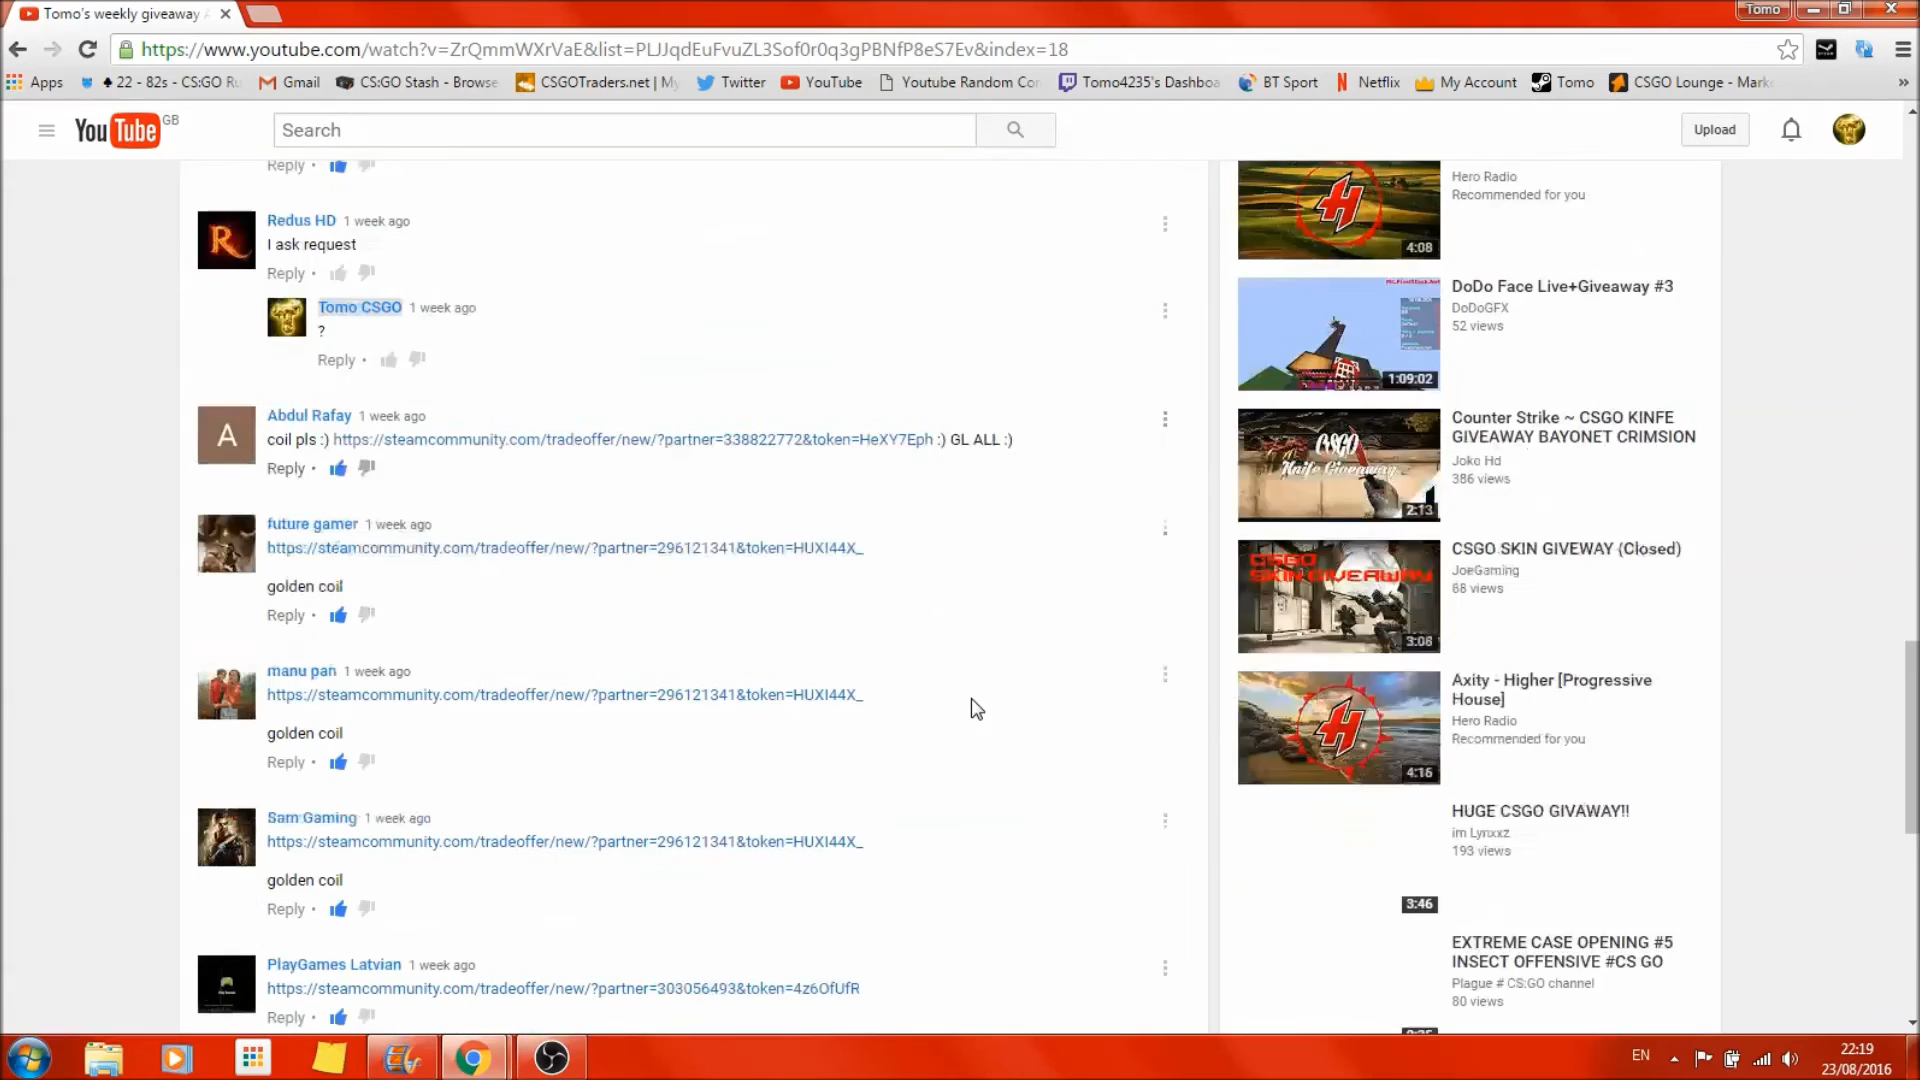 Tomo's weekly giveaway
Tomo
https://www.youtube.com/watch?v=ZrQmmWXrVaE&list=PLJJqdEuFvuZL3Sof0r0q3gPBNfP8eS7Ev&index=18
Apps
22 - 82s - CS:GO Ru
Gmail
CS:GO Stash - Browse
CSGOTraders.net | My
Twitter
YouTube
Youtube Random Con
Tomo4235's Dashboa
BT Sport
Netflix
My Account
Tomo
CSGO Lounge - Mark
»
YouTube GB
Search
Upload
Reply •
Redus HD 1 week ago
I ask request
Reply •
Tomo CSGO 1 week ago
?
Reply •
Abdul Rafay 1 week ago
coil pls :) https://steamcommunity.com/tradeoffer/new/?partner=338822772&token=HeXY7Eph :) GL ALL :)
Reply •
future gamer 1 week ago
https://steamcommunity.com/tradeoffer/new/?partner=296121341&token=HUXI44X_
golden coil
Reply •
manu pan 1 week ago
https://steamcommunity.com/tradeoffer/new/?partner=296121341&token=HUXI44X_
golden coil
Reply •
Sam Gaming 1 week ago
https://steamcommunity.com/tradeoffer/new/?partner=296121341&token=HUXI44X_
golden coil
Reply •
PlayGames Latvian 1 week ago
https://steamcommunity.com/tradeoffer/new/?partner=303056493&token=4z6OfUfR
Reply •
Hero Radio
Recommended for you
4:08
DoDo Face Live+Giveaway #3
DoDoGFX
52 views
1:09:02
Counter Strike ~ CSGO KINFE
GIVEAWAY BAYONET CRIMSION
Joko Hd
386 views
CSGO
Knife Giveaway
2:13
CSGO SKIN GIVEWAY (Closed)
JoeGaming
68 views
CSGO
SKIN GIVEAWAY
3:06
Axity - Higher [Progressive
House]
Hero Radio
Recommended for you
4:16
HUGE CSGO GIVAWAY!!
im Lynxxz
193 views
3:46
EXTREME CASE OPENING #5
INSECT OFFENSIVE #CS GO
Plague # CS:GO channel
80 views
EN
22:19
23/08/2016